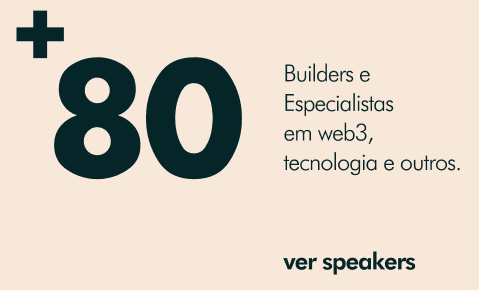 +80
Builders e
Especialistas
em web3,
tecnologia e outros.
ver speakers